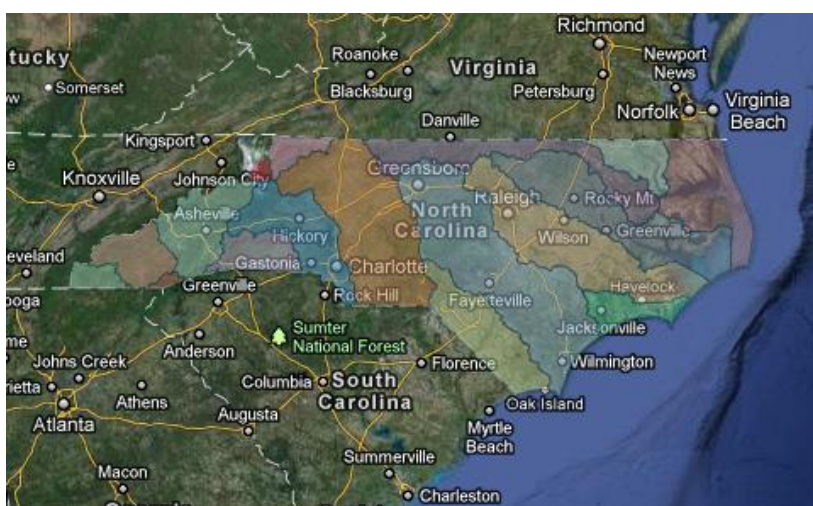 Richmond
tucky
Roanoke
Newport
News
Virginia
Somerset
Blacksburg
Petersburg
Norfolk
Virginia
Beach
Danville
Kingsport
Greensboro
Knoxville
Johnson City
Raleigh
Rocky Mt
Asheville
North
Carolina
Hickory
Wilson
Greenville
eveland
Gastonia
Charlotte
Greenville
Havelock
ooga
Rock Hill
Fayetteville
Sumter
National Forest
Jacksonville
me
Anderson
Johns Creek
Florence
Wilmington
rietta
Columbia
South
Carolina
Athens
Oak Island
Atlanta
Augusta
Myrtle
Beach
Summerville
Macon
Charleston